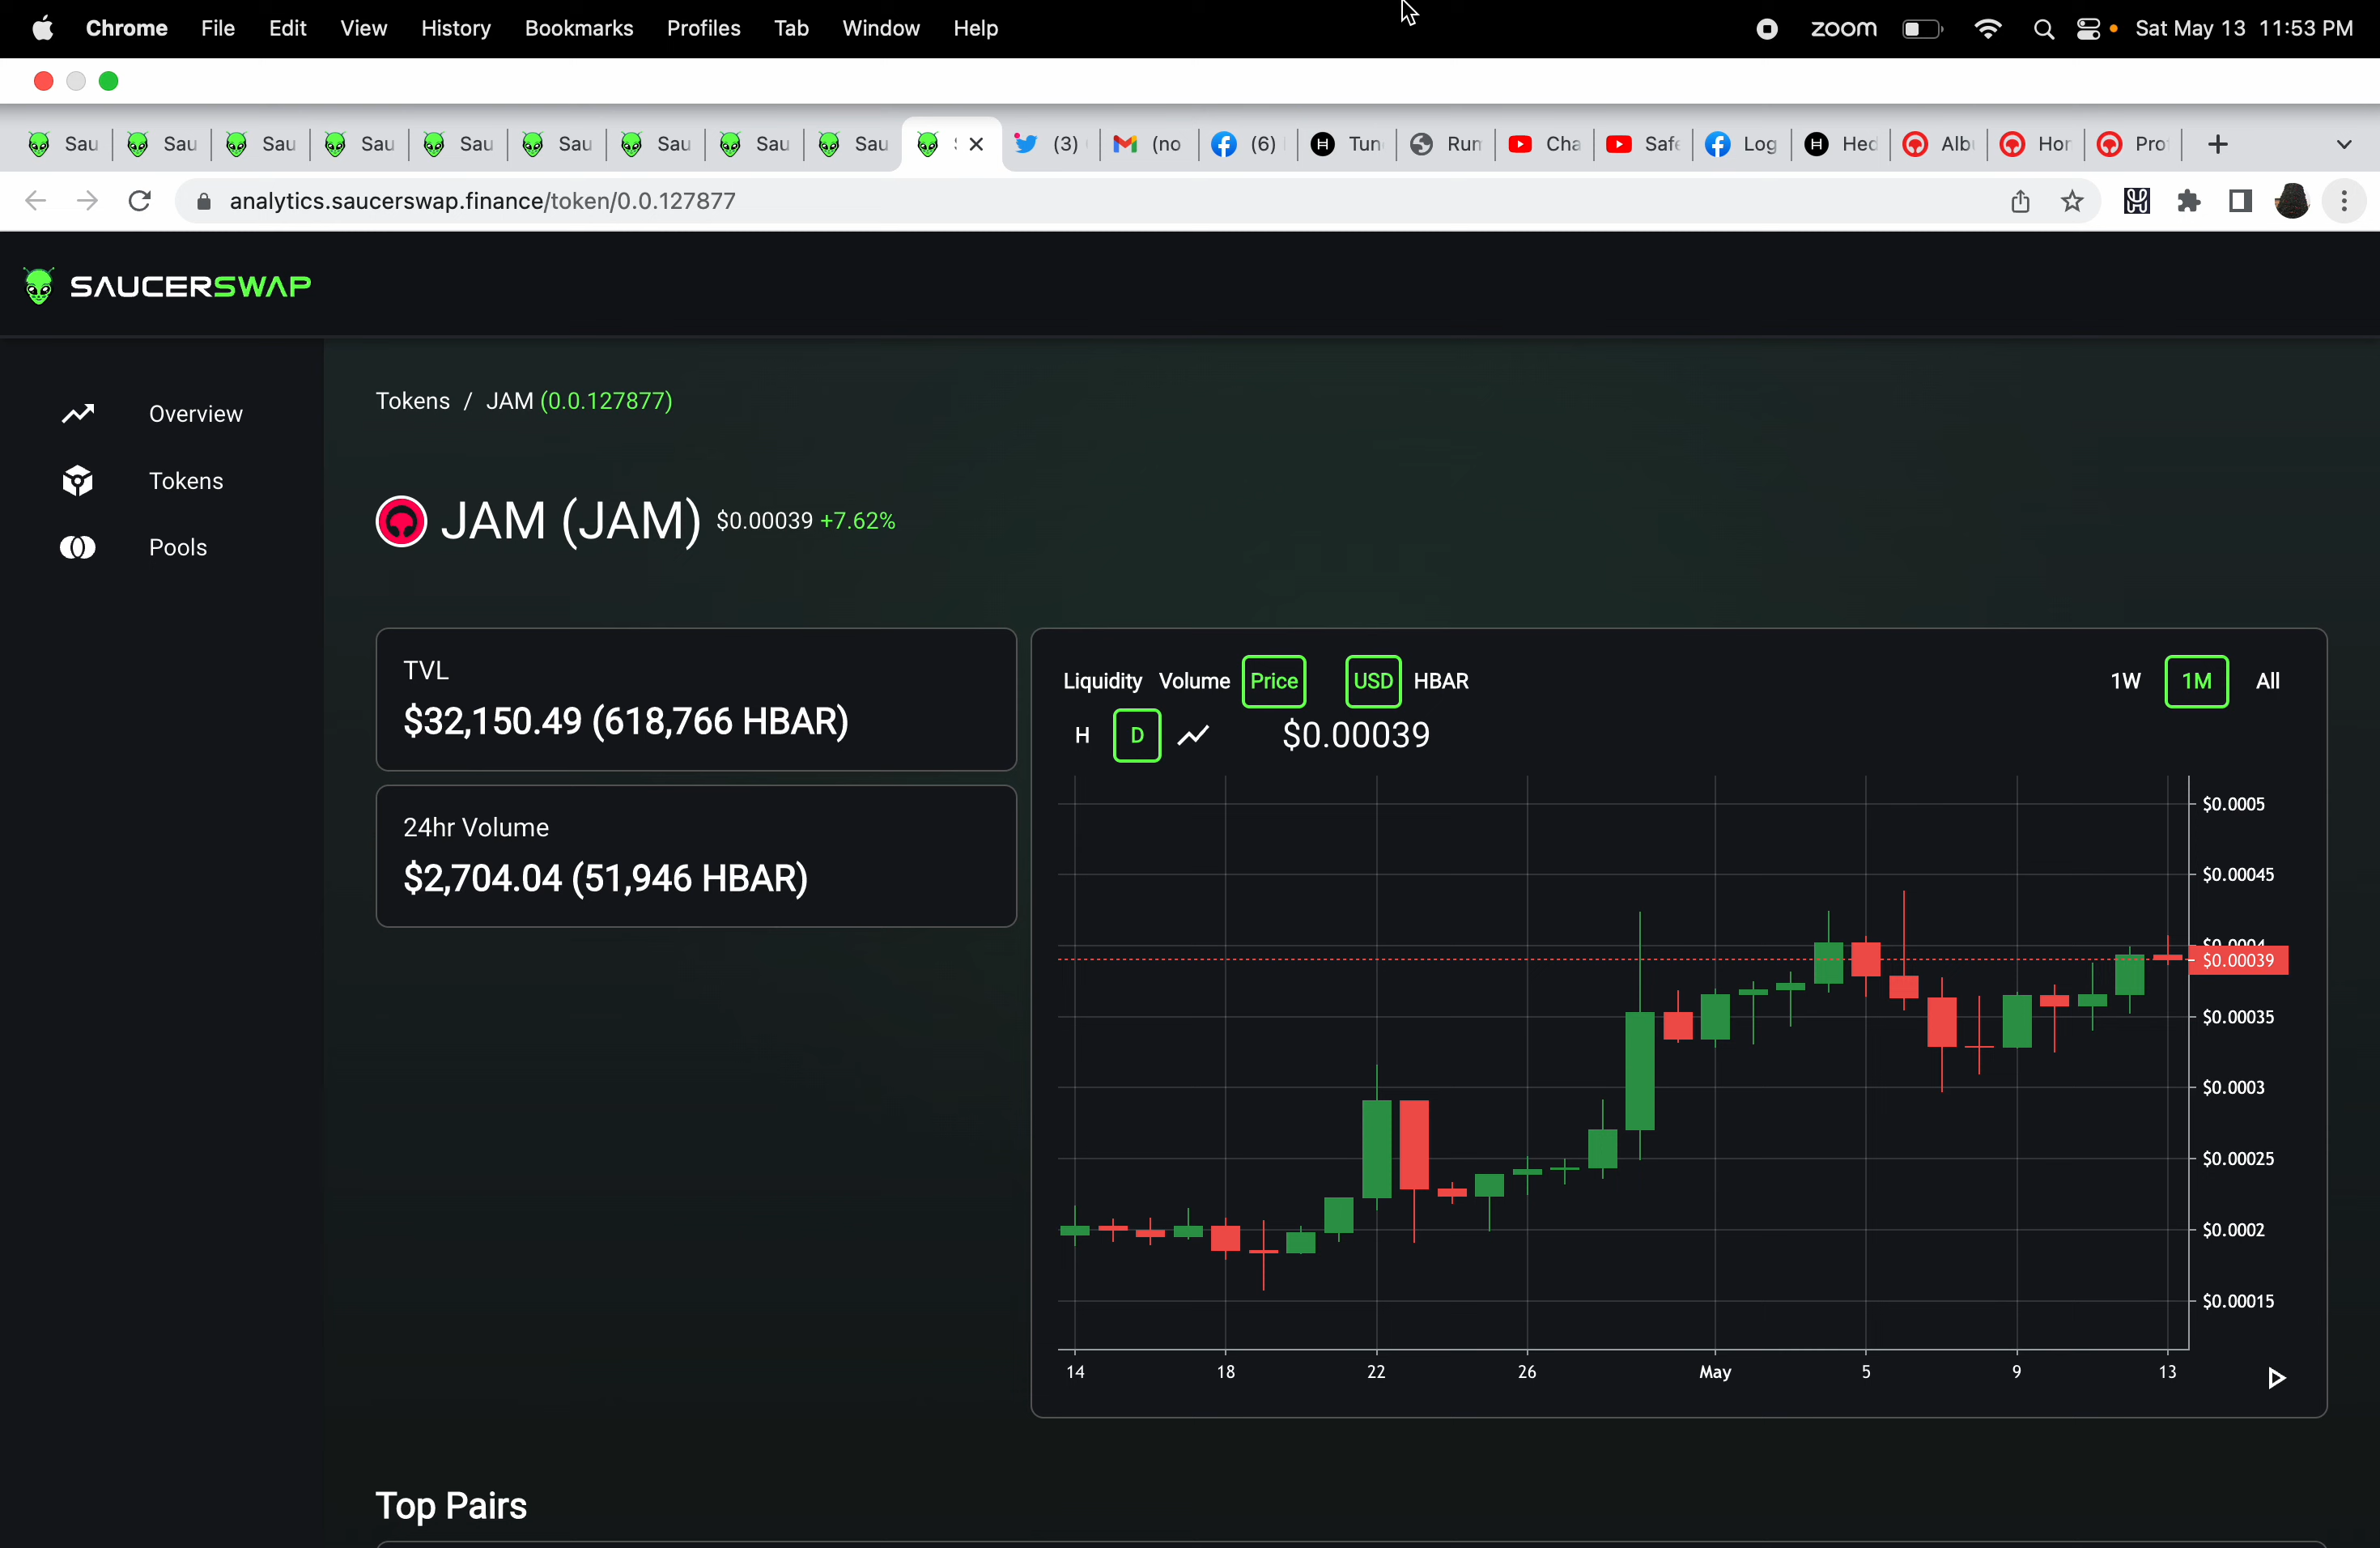 Chrome File Edit View History Bookmarks Profiles Tab Window Help zoom Sat May 13 11:53 PM
Sau Sau Sau Sau Sau Sau Sau Sau Sau (3) (no (6) Tun Run Cha Safe Log Hed Alb Hor Pro
analytics.saucerswap.finance/token/0.0.127877
SAUCERSWAP
Overview
Tokens
Pools
Tokens / JAM (0.0.127877)
JAM (JAM) $0.00039 +7.62%
TVL
$32,150.49 (618,766 HBAR)
24hr Volume
$2,704.04 (51,946 HBAR)
Liquidity Volume Price USD HBAR 1W 1M All
H D $0.00039
$0.0005
$0.00045
$0.0004
$0.00039
$0.00035
$0.0003
$0.00025
$0.0002
$0.00015
14 18 22 26 May 5 9 13
Top Pairs